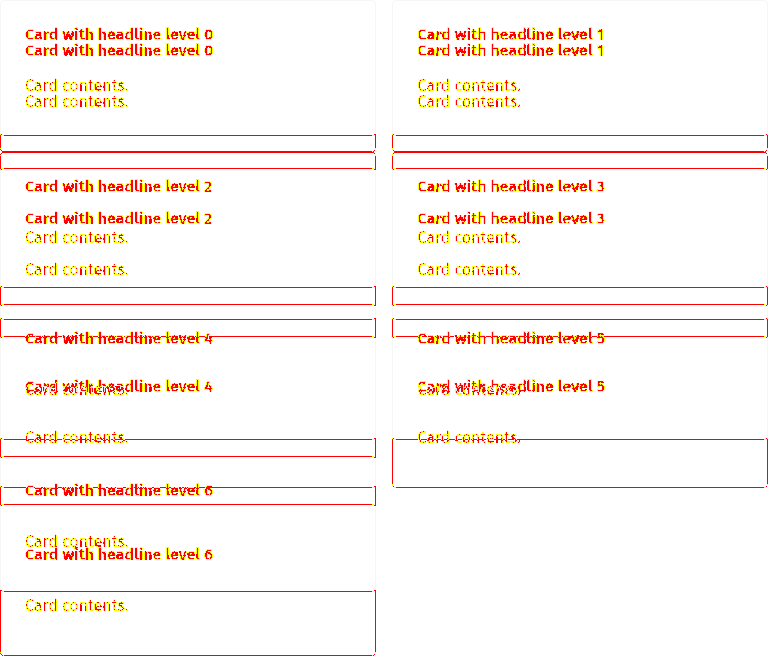 Card with headline level 0
Card with headline level 0
Card contents.
Card contents.
Card with headline level 1
Card with headline level 1
Card contents.
Card contents.
Card with headline level 2
Card with headline level 2
Card contents.
Card contents.
Card with headline level 3
Card with headline level 3
Card contents.
Card contents.
Card with headline level 4
Card with headline level 4
Card contents.
Card contents.
Card with headline level 5
Card with headline level 5
Card contents.
Card contents.
Card with headline level 6
Card contents.
Card with headline level 6
Card contents.